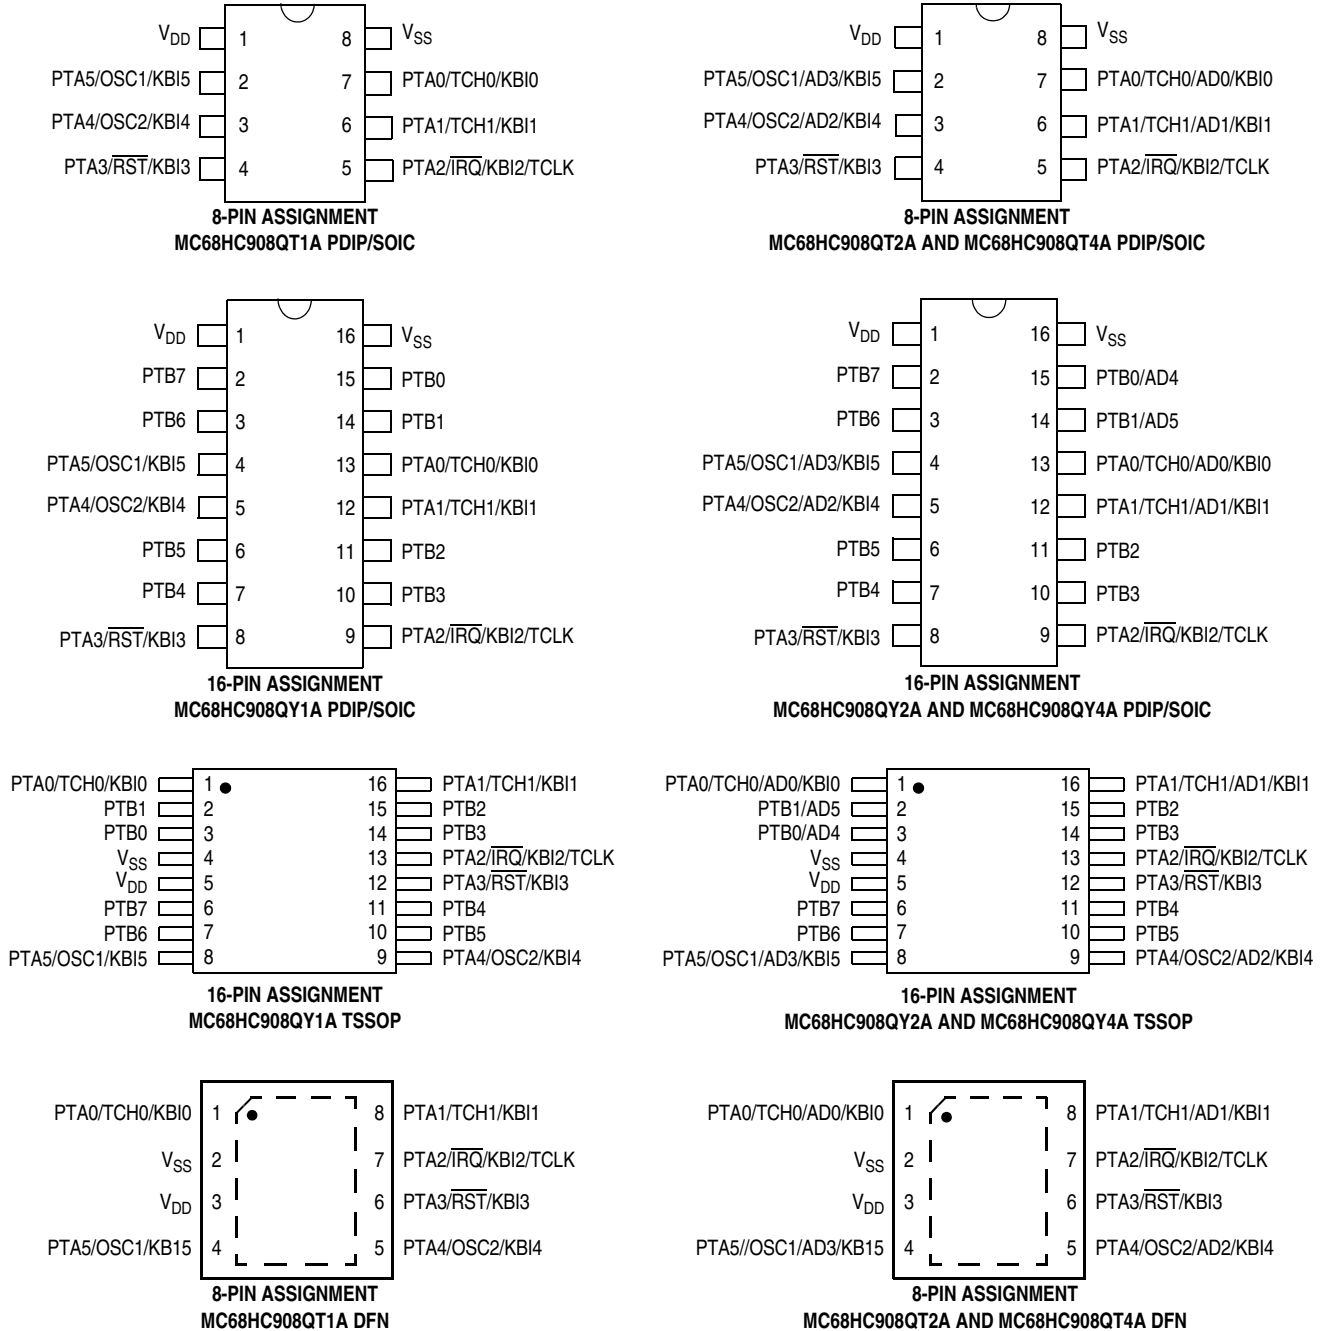 VDD 1 8 VSS
PTA5/OSC1/KBI5 2 7 PTA0/TCH0/KBI0
PTA4/OSC2/KBI4 3 6 PTA1/TCH1/KBI1
PTA3/RST/KBI3 4 5 PTA2/IRQ/KBI2/TCLK
8-PIN ASSIGNMENT
MC68HC908QT1A PDIP/SOIC
VDD 1 8 VSS
PTA5/OSC1/AD3/KBI5 2 7 PTA0/TCH0/AD0/KBI0
PTA4/OSC2/AD2/KBI4 3 6 PTA1/TCH1/AD1/KBI1
PTA3/RST/KBI3 4 5 PTA2/IRQ/KBI2/TCLK
8-PIN ASSIGNMENT
MC68HC908QT2A AND MC68HC908QT4A PDIP/SOIC
VDD 1 16 VSS
PTB7 2 15 PTB0
PTB6 3 14 PTB1
PTA5/OSC1/KBI5 4 13 PTA0/TCH0/KBI0
PTA4/OSC2/KBI4 5 12 PTA1/TCH1/KBI1
PTB5 6 11 PTB2
PTB4 7 10 PTB3
PTA3/RST/KBI3 8 9 PTA2/IRQ/KBI2/TCLK
16-PIN ASSIGNMENT
MC68HC908QY1A PDIP/SOIC
VDD 1 16 VSS
PTB7 2 15 PTB0/AD4
PTB6 3 14 PTB1/AD5
PTA5/OSC1/AD3/KBI5 4 13 PTA0/TCH0/AD0/KBI0
PTA4/OSC2/AD2/KBI4 5 12 PTA1/TCH1/AD1/KBI1
PTB5 6 11 PTB2
PTB4 7 10 PTB3
PTA3/RST/KBI3 8 9 PTA2/IRQ/KBI2/TCLK
16-PIN ASSIGNMENT
MC68HC908QY2A AND MC68HC908QY4A PDIP/SOIC
PTA0/TCH0/KBI0 1 16 PTA1/TCH1/KBI1
PTB1 2 15 PTB2
PTB0 3 14 PTB3
VSS 4 13 PTA2/IRQ/KBI2/TCLK
VDD 5 12 PTA3/RST/KBI3
PTB7 6 11 PTB4
PTB6 7 10 PTB5
PTA5/OSC1/KBI5 8 9 PTA4/OSC2/KBI4
16-PIN ASSIGNMENT
MC68HC908QY1A TSSOP
PTA0/TCH0/AD0/KBI0 1 16 PTA1/TCH1/AD1/KBI1
PTB1/AD5 2 15 PTB2
PTB0/AD4 3 14 PTB3
VSS 4 13 PTA2/IRQ/KBI2/TCLK
VDD 5 12 PTA3/RST/KBI3
PTB7 6 11 PTB4
PTB6 7 10 PTB5
PTA5/OSC1/AD3/KBI5 8 9 PTA4/OSC2/AD2/KBI4
16-PIN ASSIGNMENT
MC68HC908QY2A AND MC68HC908QY4A TSSOP
PTA0/TCH0/KBI0 1 8 PTA1/TCH1/KBI1
VSS 2 7 PTA2/IRQ/KBI2/TCLK
VDD 3 6 PTA3/RST/KBI3
PTA5/OSC1/KB15 4 5 PTA4/OSC2/KBI4
8-PIN ASSIGNMENT
MC68HC908QT1A DFN
PTA0/TCH0/AD0/KBI0 1 8 PTA1/TCH1/AD1/KBI1
VSS 2 7 PTA2/IRQ/KBI2/TCLK
VDD 3 6 PTA3/RST/KBI3
PTA5//OSC1/AD3/KB15 4 5 PTA4/OSC2/AD2/KBI4
8-PIN ASSIGNMENT
MC68HC908QT2A AND MC68HC908QT4A DFN